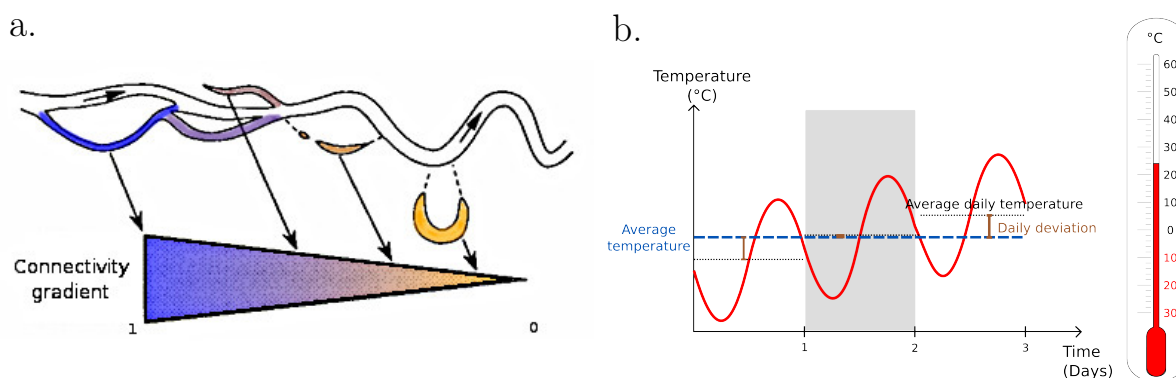 a.
Connectivity
gradient
1
0
b.
Temperature
(°C)
Average
temperature
Average daily temperature
Daily deviation
1
2
3
Time
(Days)
°C
60
50
40
30
20
10
0
10
20
30